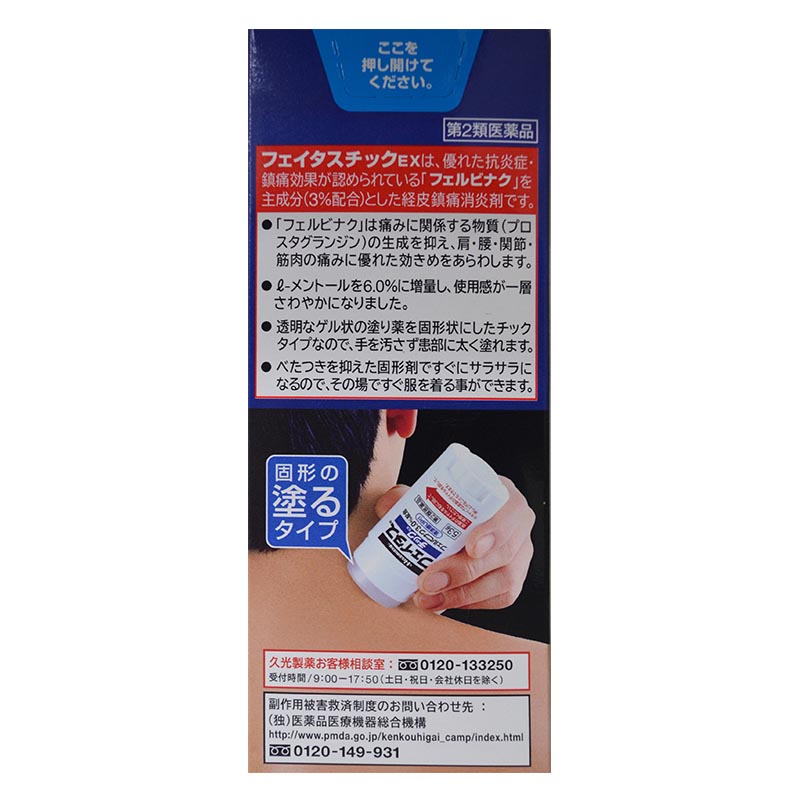 ここを
押し開けて
ください。
第2類医薬品
フェイタスチックEXは、優れた抗炎症・
鎮痛効果が認められている「フェルビナク」を
主成分(3%配合)とした経皮鎮痛消炎剤です。
●「フェルビナク」は痛みに関係する物質(プロ
スタグランジン)の生成を抑え、肩・腰・関節・
筋肉の痛みに優れた効きめをあらわします。
●ℓ-メントールを6.0%に増量し、使用感が一層
さわやかになりました。
●透明なゲル状の塗り薬を固形状にしたチック
タイプなので、手を汚さず患部に太く塗れます。
●べたつきを抑えた固形剤ですぐにサラサラに
なるので、その場ですぐ服を着る事ができます。
固形の
塗る
タイプ
フェイタス
チック
53g
久光製薬お客様相談室：0120-133250
受付時間/9:00−17:50(土日・祝日・会社休日を除く)
副作用被害救済制度のお問い合わせ先：
(独)医薬品医療機器総合機構
http://www.pmda.go.jp/kenkouhigai_camp/index.html
0120-149-931